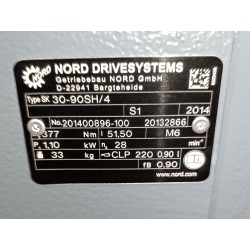 NORD DRIVESYSTEMS
Getriebebau NORD GmbH
D-22941 Bargteheide
Type SK 30-90SH/4
S1 2014
No. 201400896-100 20132866
377 Nm i 51,50 M6
P₁ 1,10 kW n₂ 28 min⁻¹
33 kg CLP 220 0.90 l
www.nord.com fB 0.90